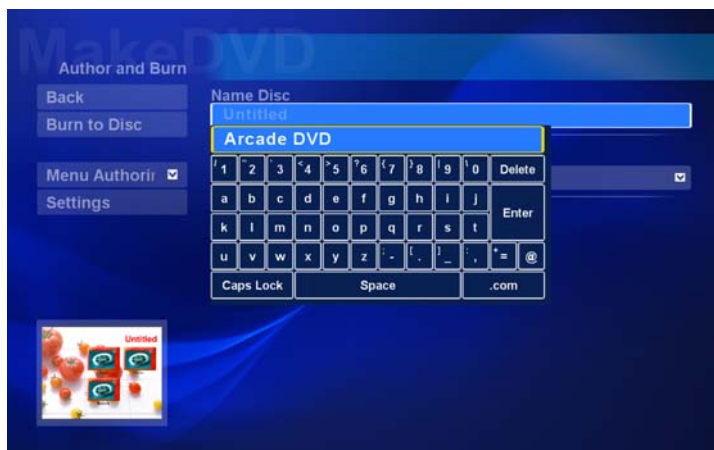 MakeDVD
Author and Burn
Back
Burn to Disc
Menu Authorir
Settings
Name Disc
Untitled
Arcade DVD
1 2 3 4 5 6 7 8 9 0 Delete
a b c d e f g h i j
Enter
k l m n o p q r s t
u v w x y z - . _ , = @
Caps Lock Space .com
Untitled